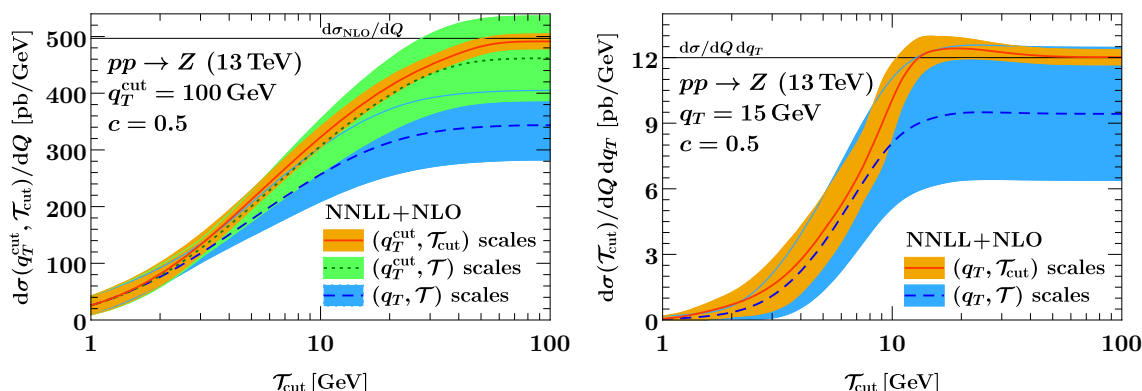 dσ(q_T^cut, 𝒯_cut)/dQ [pb/GeV]
500
400
300
200
100
0
dσ_NLO/dQ
pp → Z (13 TeV)
q_T^cut = 100 GeV
c = 0.5
NNLL+NLO
(q_T^cut, 𝒯_cut) scales
(q_T^cut, 𝒯) scales
(q_T, 𝒯) scales
1 10 100
𝒯_cut [GeV]
dσ(𝒯_cut)/dQ dq_T [pb/GeV]
12
9
6
3
0
dσ/dQ dq_T
pp → Z (13 TeV)
q_T = 15 GeV
c = 0.5
NNLL+NLO
(q_T, 𝒯_cut) scales
(q_T, 𝒯) scales
1 10 100
𝒯_cut [GeV]